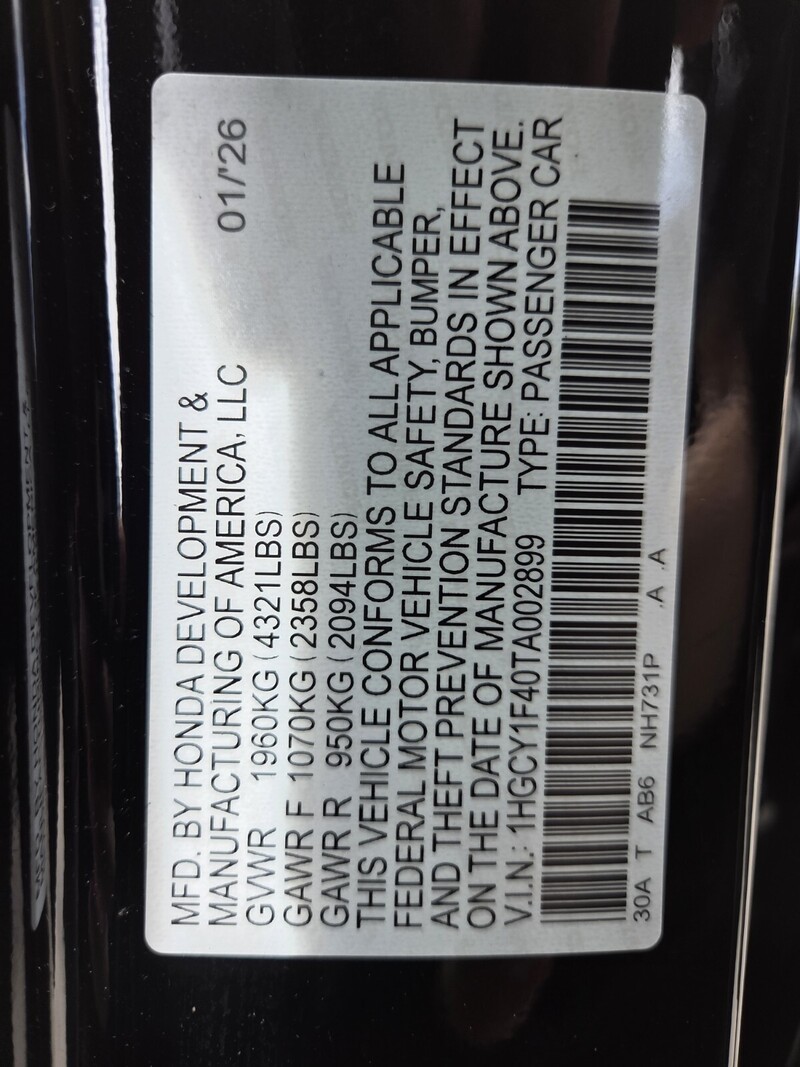 MFD. BY HONDA DEVELOPMENT &
MANUFACTURING OF AMERICA, LLC 01/'26
GVWR 1960KG (4321LBS)
GAWR F 1070KG (2358LBS)
GAWR R 950KG (2094LBS)
THIS VEHICLE CONFORMS TO ALL APPLICABLE
FEDERAL MOTOR VEHICLE SAFETY, BUMPER,
AND THEFT PREVENTION STANDARDS IN EFFECT
ON THE DATE OF MANUFACTURE SHOWN ABOVE.
V.I.N.: 1HGCY1F40TA002899 TYPE: PASSENGER CAR
30A T AB6 NH731P .A .A